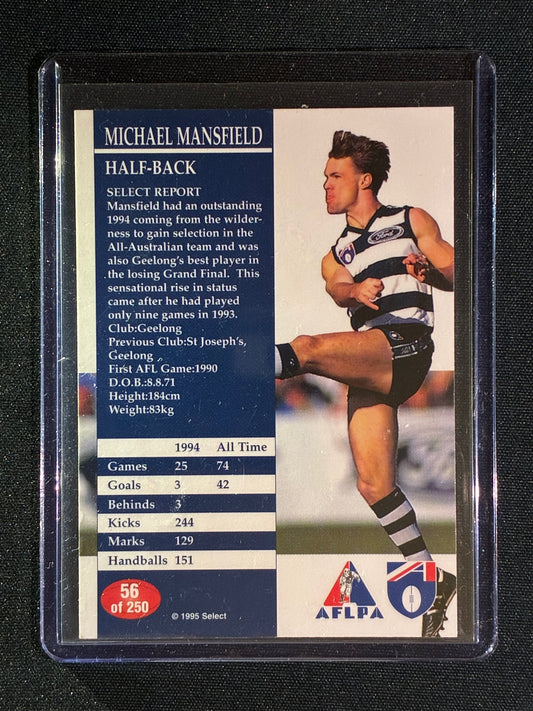 MICHAEL MANSFIELD
HALF-BACK
SELECT REPORT
Mansfield had an outstanding
1994 coming from the wilder-
ness to gain selection in the
All-Australian team and was
also Geelong's best player in
the losing Grand Final. This
sensational rise in status
came after he had played
only nine games in 1993.
Club:Geelong
Previous Club:St Joseph's,
Geelong
First AFL Game:1990
D.O.B.:8.8.71
Height:184cm
Weight:83kg
1994 All Time
Games 25 74
Goals 3 42
Behinds 3
Kicks 244
Marks 129
Handballs 151
56
of 250
© 1995 Select
Ford
AFLPA